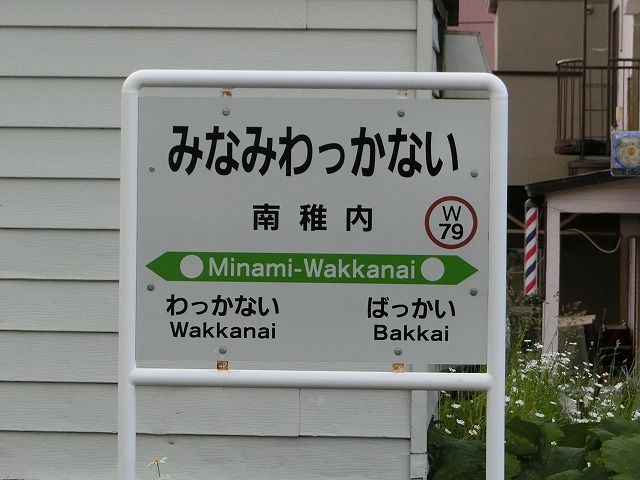 みなみわっかない
南稚内
W
79
Minami-Wakkanai
わっかない ばっかい
Wakkanai Bakkai